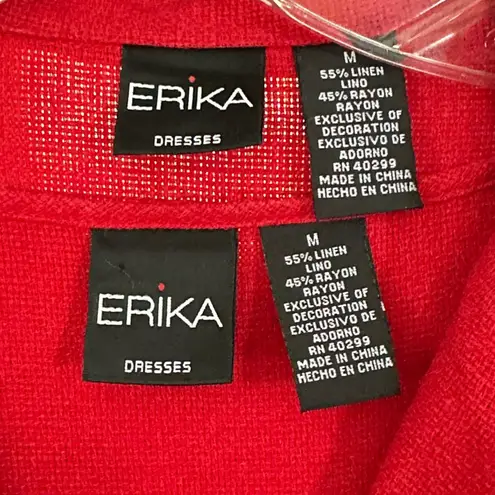 ERIKA
DRESSES
M
55% LINEN
LINO
45% RAYON
RAYON
EXCLUSIVE OF
DECORATION
EXCLUSIVO DE
ADORNO
RN 40299
MADE IN CHINA
HECHO EN CHINA
ERIKA
DRESSES
M
55% LINEN
LINO
45% RAYON
RAYON
EXCLUSIVE OF
DECORATION
EXCLUSIVO DE
ADORNO
RN 40299
MADE IN CHINA
HECHO EN CHINA